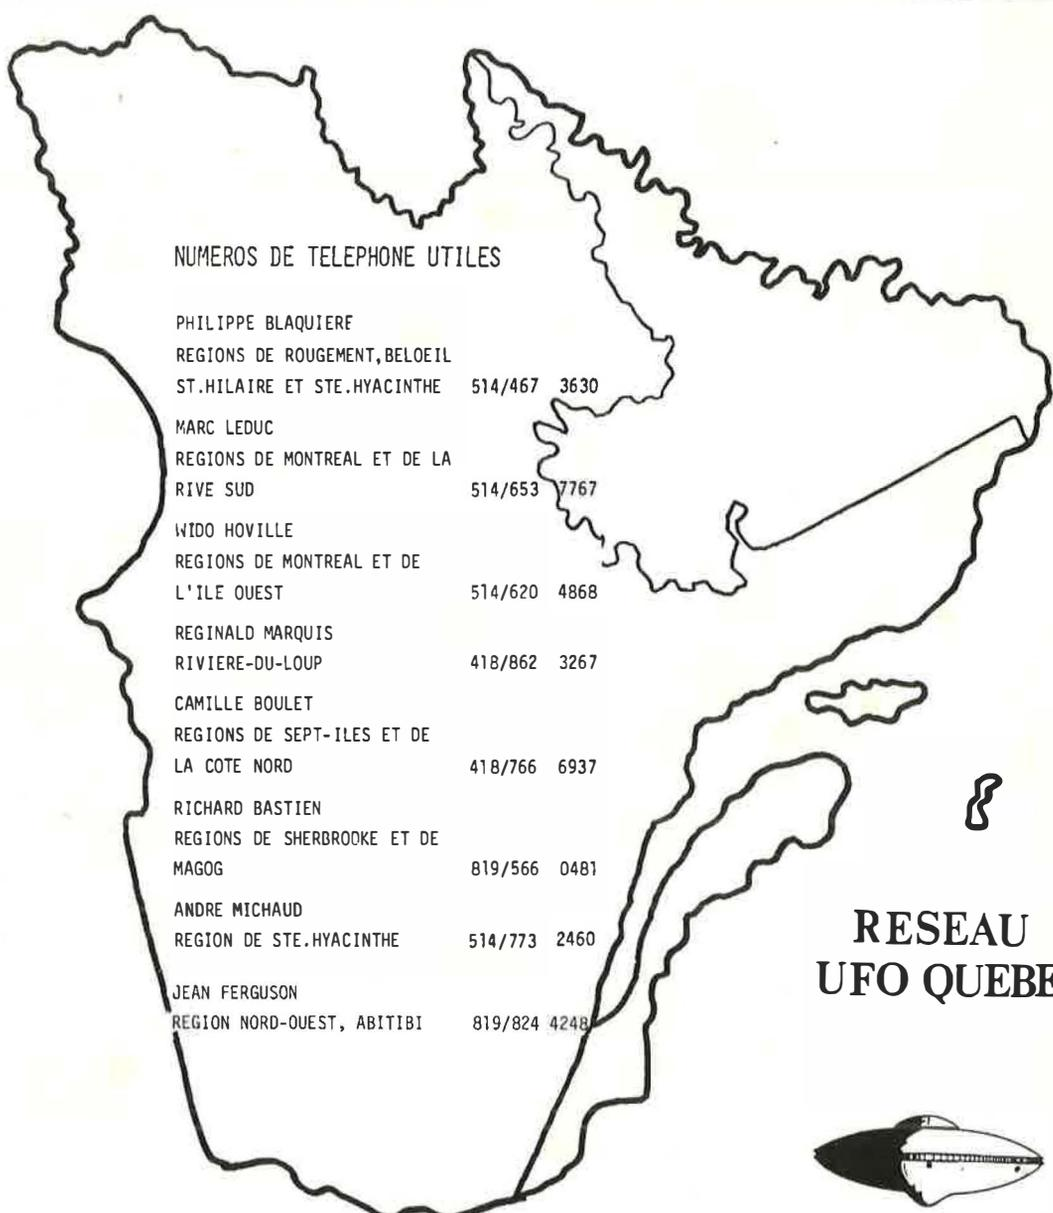 NUMEROS DE TELEPHONE UTILES
PHILIPPE BLAQUIERE
REGIONS DE ROUGEMENT,BELOEIL
ST.HILAIRE ET STE.HYACINTHE 514/467 3630
MARC LEDUC
REGIONS DE MONTREAL ET DE LA
RIVE SUD 514/653 7767
WIDO HOVILLE
REGIONS DE MONTREAL ET DE
L'ILE OUEST 514/620 4868
REGINALD MARQUIS
RIVIERE-DU-LOUP 418/862 3267
CAMILLE BOULET
REGIONS DE SEPT-ILES ET DE
LA COTE NORD 418/766 6937
RICHARD BASTIEN
REGIONS DE SHERBROOKE ET DE
MAGOG 819/566 0481
ANDRE MICHAUD
REGION DE STE.HYACINTHE 514/773 2460
JEAN FERGUSON
REGION NORD-OUEST, ABITIBI 819/824 4248
RESEAU
UFO QUEBE